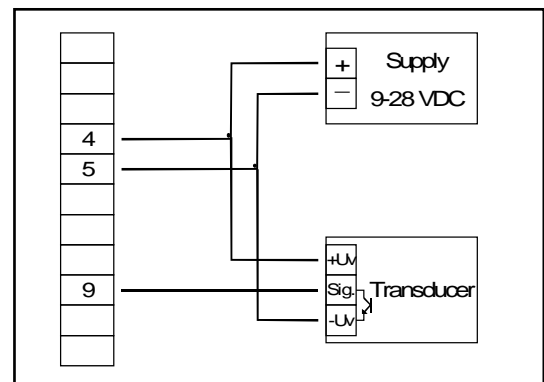 + Supply
– 9-28 VDC
4
5
+Uv
9 Sig. Transducer
-Uv